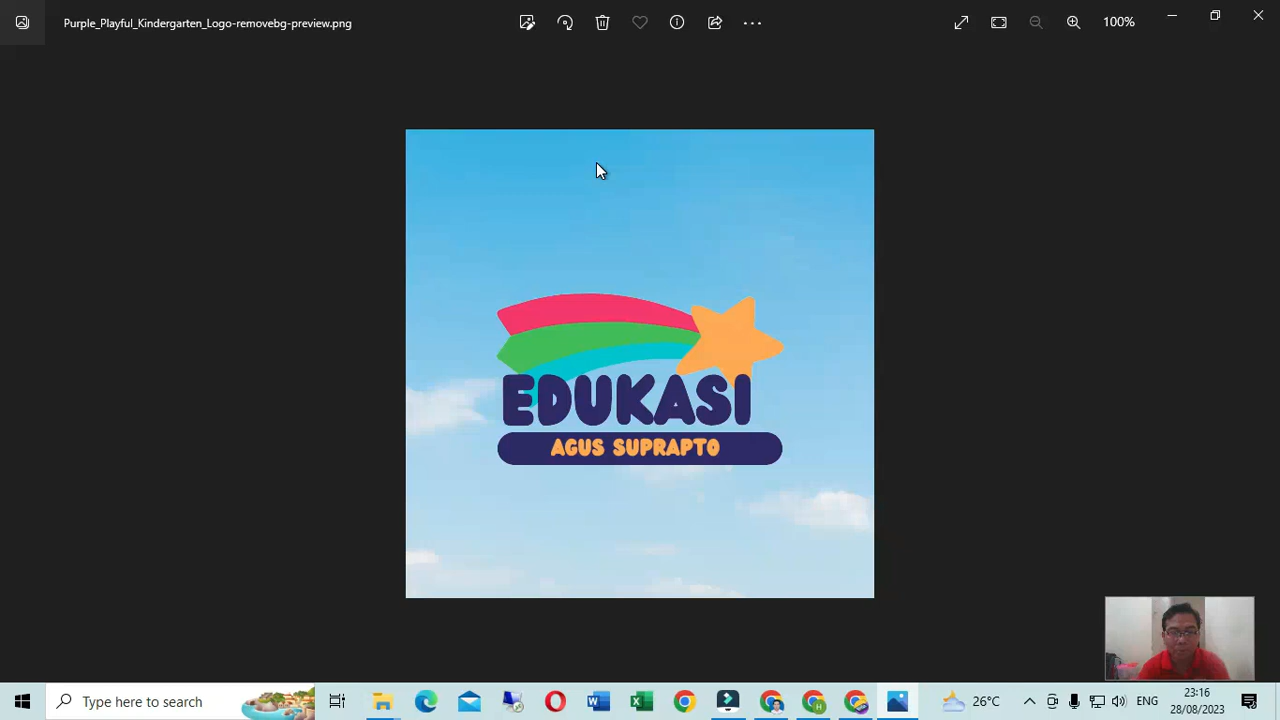 Purple_Playful_Kindergarten_Logo-removebg-preview.png
100%
EDUKASI
AGUS SUPRAPTO
Type here to search
26°C
ENG
23:16
28/08/2023